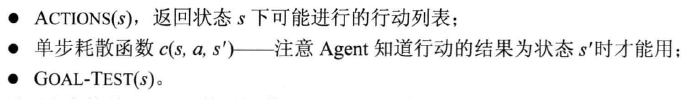 ● ACTIONS(s)，返回状态 s 下可能进行的行动列表；
● 单步耗散函数 c(s, a, s′)——注意 Agent 知道行动的结果为状态 s′时才能用；
● GOAL-TEST(s)。